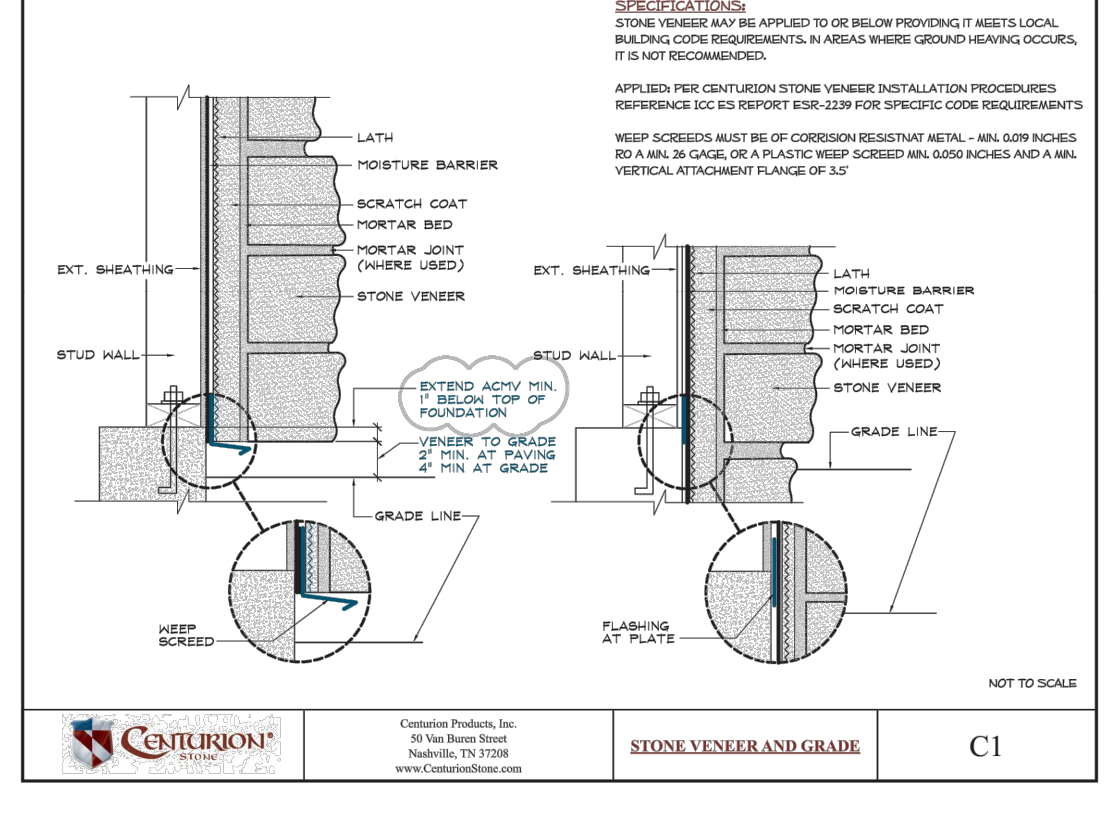 SPECIFICATIONS:
STONE VENEER MAY BE APPLIED TO OR BELOW PROVIDING IT MEETS LOCAL
BUILDING CODE REQUIREMENTS. IN AREAS WHERE GROUND HEAVING OCCURS,
IT IS NOT RECOMMENDED.
APPLIED: PER CENTURION STONE VENEER INSTALLATION PROCEDURES
REFERENCE ICC ES REPORT ESR-2239 FOR SPECIFIC CODE REQUIREMENTS
WEEP SCREEDS MUST BE OF CORRISION RESISTNAT METAL - MIN. 0.019 INCHES
RO A MIN. 26 GAGE, OR A PLASTIC WEEP SCREED MIN. 0.050 INCHES AND A MIN.
VERTICAL ATTACHMENT FLANGE OF 3.5'
LATH
MOISTURE BARRIER
SCRATCH COAT
MORTAR BED
MORTAR JOINT
(WHERE USED)
EXT. SHEATHING
STONE VENEER
STUD WALL
EXTEND ACMV MIN.
1" BELOW TOP OF
FOUNDATION
VENEER TO GRADE
2" MIN. AT PAVING
4" MIN AT GRADE
GRADE LINE
WEEP
SCREED
EXT. SHEATHING
LATH
MOISTURE BARRIER
SCRATCH COAT
MORTAR BED
MORTAR JOINT
(WHERE USED)
STUD WALL
STONE VENEER
GRADE LINE
FLASHING
AT PLATE
NOT TO SCALE
CENTURION®
STONE
Centurion Products, Inc.
50 Van Buren Street
Nashville, TN 37208
www.CenturionStone.com
STONE VENEER AND GRADE
C1